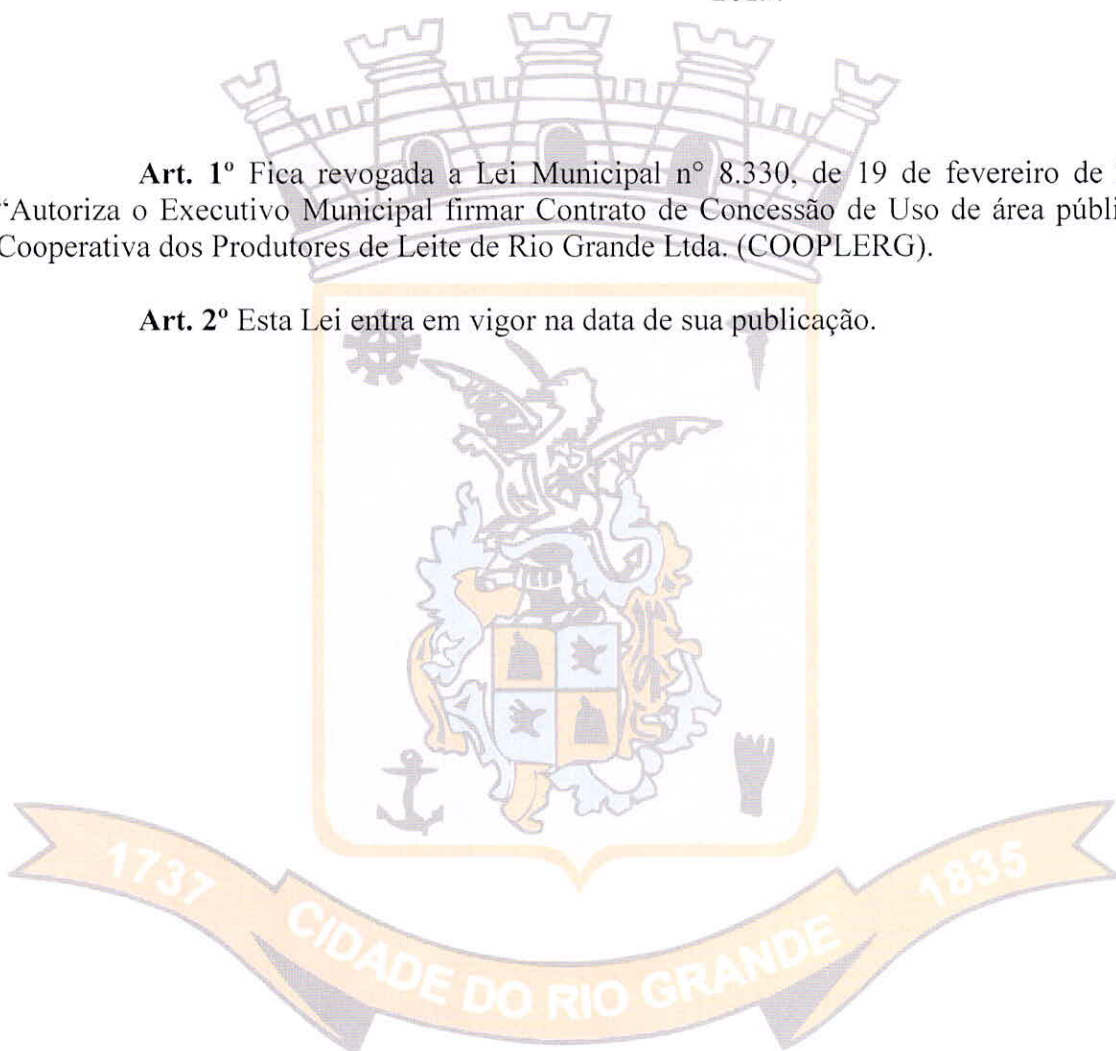 Art. 1º Fica revogada a Lei Municipal nº 8.330, de 19 de fevereiro de
“Autoriza o Executivo Municipal firmar Contrato de Concessão de Uso de área públi
Cooperativa dos Produtores de Leite de Rio Grande Ltda. (COOPLERG).
Art. 2º Esta Lei entra em vigor na data de sua publicação.
1737 CIDADE DO RIO GRANDE 1835